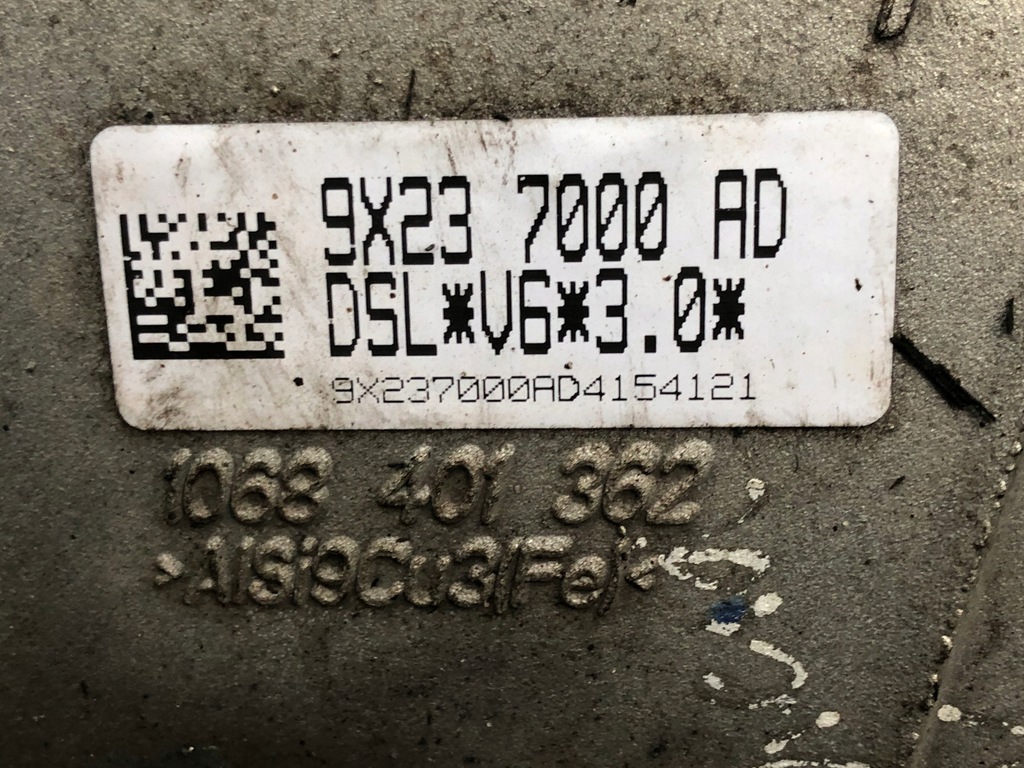 9X23 7000 AD
DSL*V6*3.0*
9X237000AD4154121
1068 401 362
>AlSi9Cu3(Fe)<